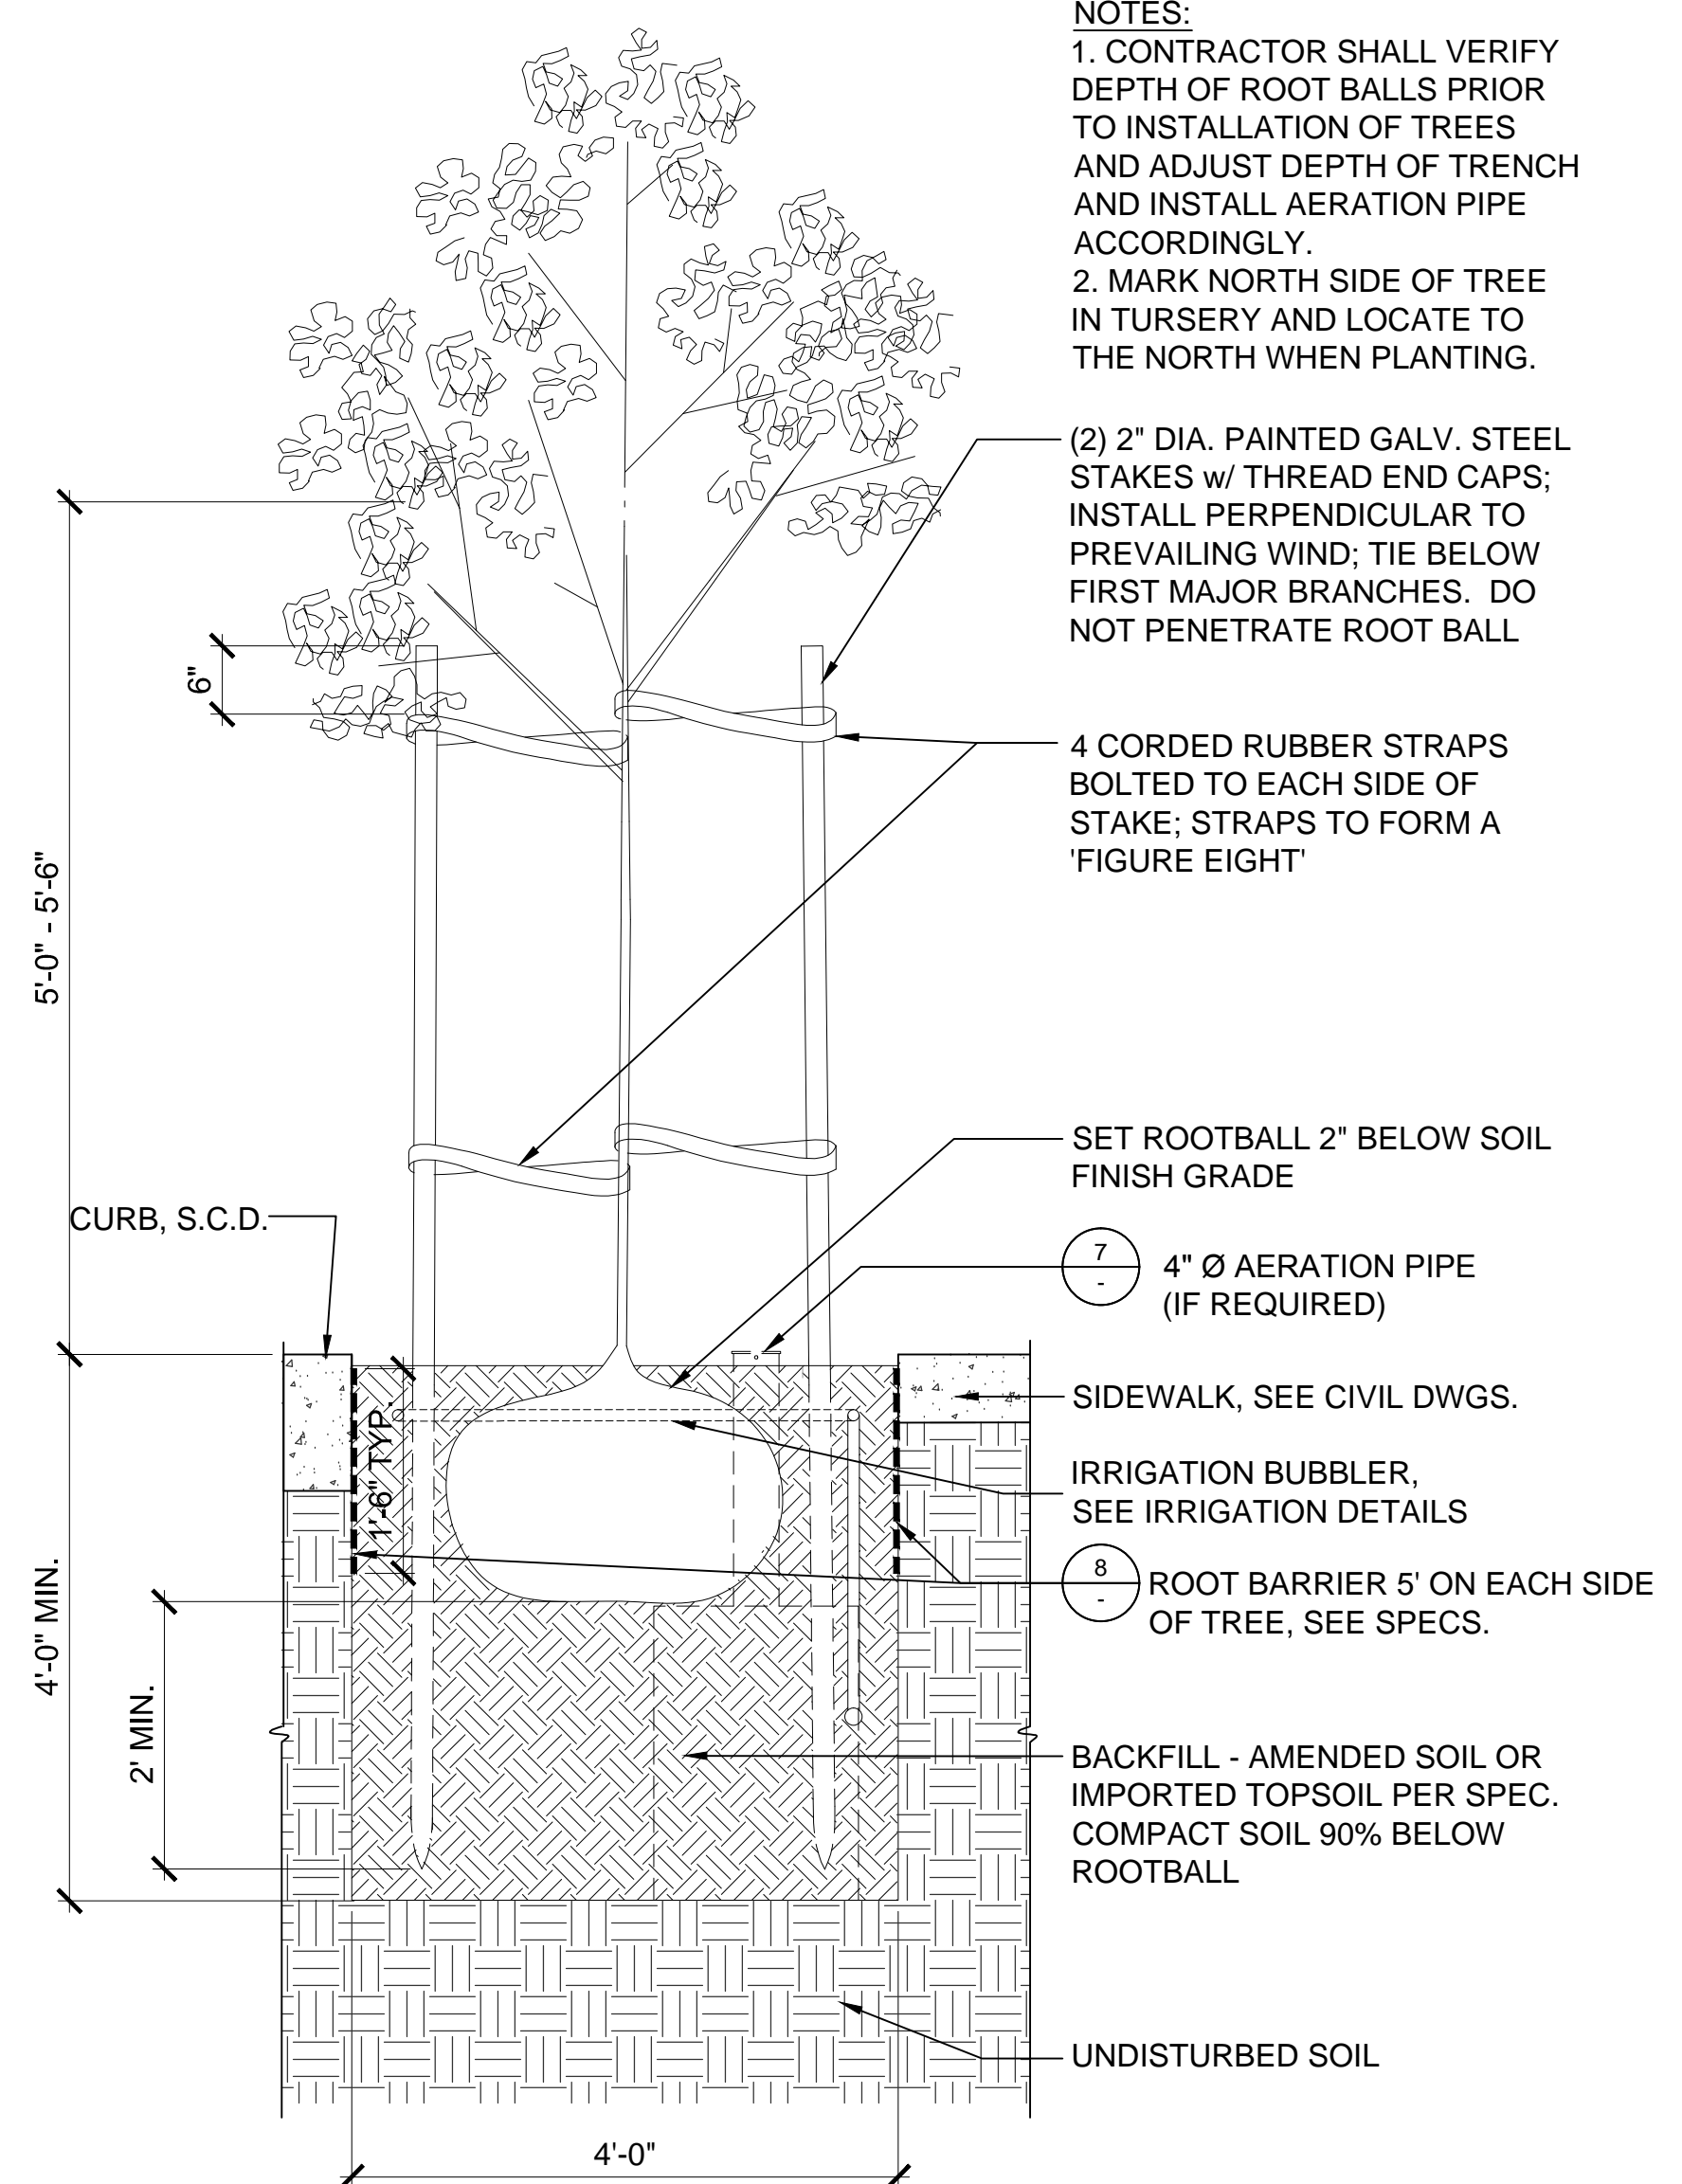 NOTES:
1. CONTRACTOR SHALL VERIFY
DEPTH OF ROOT BALLS PRIOR
TO INSTALLATION OF TREES
AND ADJUST DEPTH OF TRENCH
AND INSTALL AERATION PIPE
ACCORDINGLY.
2. MARK NORTH SIDE OF TREE
IN TURSERY AND LOCATE TO
THE NORTH WHEN PLANTING.
(2) 2" DIA. PAINTED GALV. STEEL
STAKES w/ THREAD END CAPS;
INSTALL PERPENDICULAR TO
PREVAILING WIND; TIE BELOW
FIRST MAJOR BRANCHES.  DO
NOT PENETRATE ROOT BALL
6"
4 CORDED RUBBER STRAPS
BOLTED TO EACH SIDE OF
STAKE; STRAPS TO FORM A
'FIGURE EIGHT'
5'-0" - 5'-6"
SET ROOTBALL 2" BELOW SOIL
FINISH GRADE
CURB, S.C.D.
7
-
4" Ø AERATION PIPE
(IF REQUIRED)
SIDEWALK, SEE CIVIL DWGS.
1'-6" TYP.
IRRIGATION BUBBLER,
SEE IRRIGATION DETAILS
8
-
ROOT BARRIER 5' ON EACH SIDE
OF TREE, SEE SPECS.
4'-0" MIN.
2' MIN.
BACKFILL - AMENDED SOIL OR
IMPORTED TOPSOIL PER SPEC.
COMPACT SOIL 90% BELOW
ROOTBALL
UNDISTURBED SOIL
4'-0"